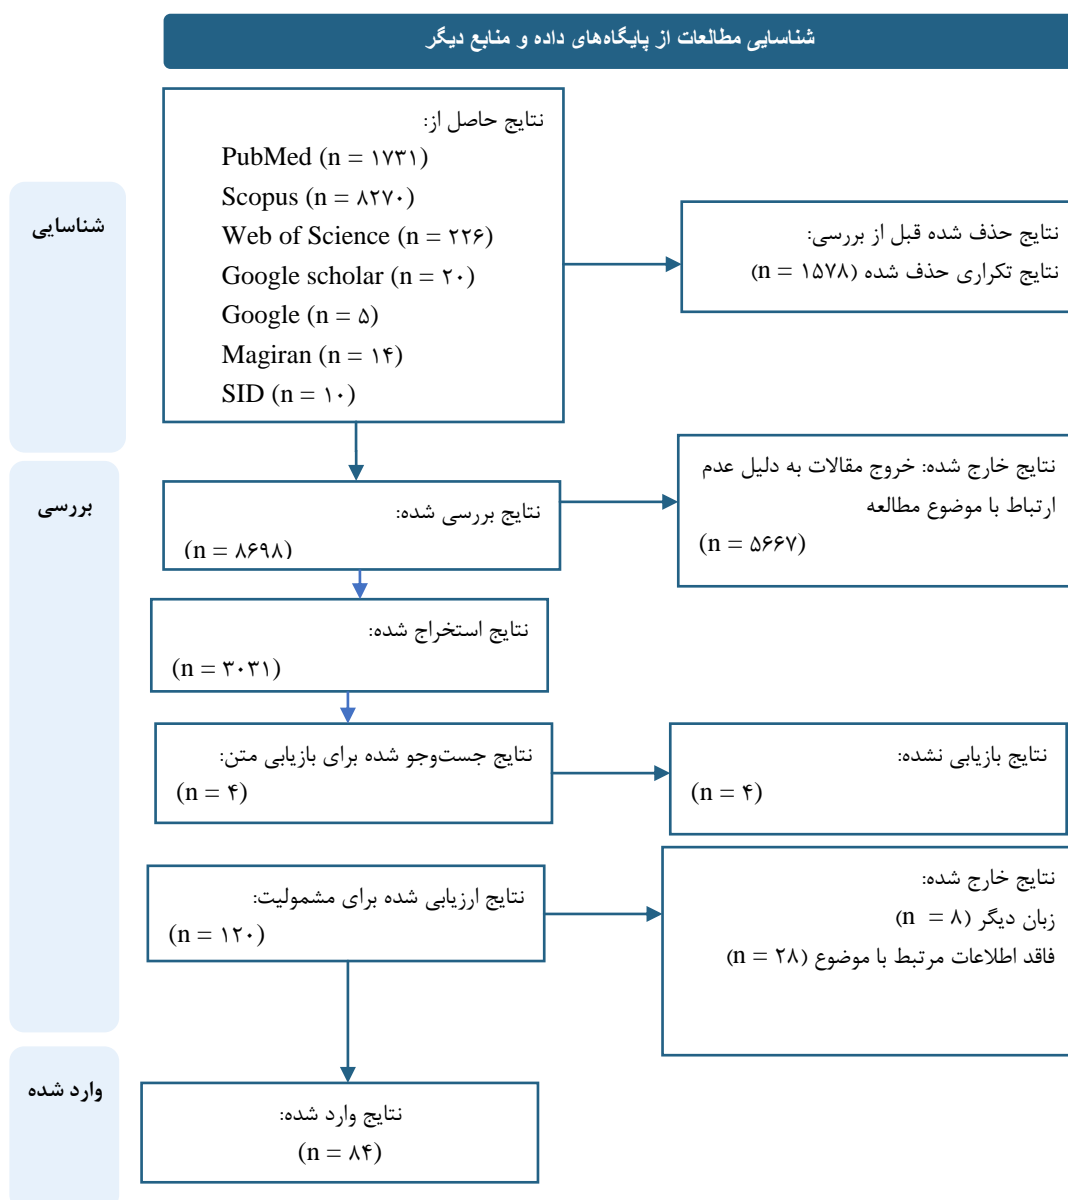 شناسایی مطالعات از پایگاه‌های داده و منابع دیگر
شناسایی
نتایج حاصل از:
PubMed (n = ۱۷۳۱)
Scopus (n = ۸۲۷۰)
Web of Science (n = ۲۲۶)
Google scholar (n = ۲۰)
Google (n = ۵)
Magiran (n = ۱۴)
SID (n = ۱۰)
نتایج حذف شده قبل از بررسی:
نتایج تکراری حذف شده (n = ۱۵۷۸)
بررسی
نتایج بررسی شده:
(n = ۸۶۹۸)
نتایج خارج شده: خروج مقالات به دلیل عدم
ارتباط با موضوع مطالعه
(n = ۵۶۶۷)
نتایج استخراج شده:
(n = ۳۰۳۱)
نتایج جست‌وجو شده برای بازیابی متن:
(n = ۴)
نتایج بازیابی نشده:
(n = ۴)
نتایج ارزیابی شده برای مشمولیت:
(n = ۱۲۰)
نتایج خارج شده:
زبان دیگر (n = ۸)
فاقد اطلاعات مرتبط با موضوع (n = ۲۸)
وارد شده
نتایج وارد شده:
(n = ۸۴)